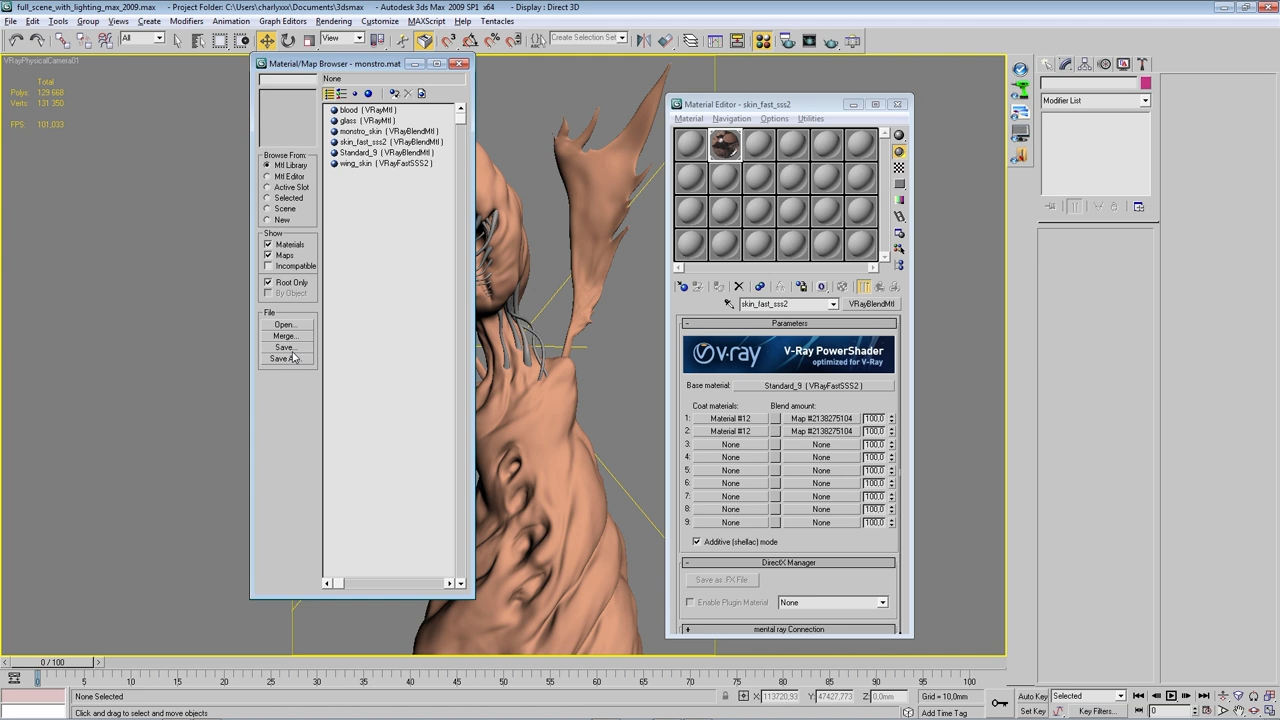 full_scene_with_lighting_max_2009.max - Project Folder: C:\Users\charlyxxx\Documents\3dsmax - Autodesk 3ds Max 2009 SP1 x64 - Display : Direct 3D
File Edit Tools Group Views Create Modifiers Animation Graph Editors Rendering Customize MAXScript Help Tentacles
All
View
Create Selection Set
VRayPhysicalCamera01
Total
Polys: 129 668
Verts: 131 350
FPS: 101,033
Material/Map Browser - monstro.mat
None
blood (VRayMtl)
glass (VRayMtl)
monstro_skin (VRayBlendMtl)
skin_fast_sss2 (VRayBlendMtl)
Standard_9 (VRayBlendMtl)
wing_skin (VRayFastSSS2)
Browse From:
Mtl Library
Mtl Editor
Active Slot
Selected
Scene
New
Show
Materials
Maps
Incompatible
Root Only
By Object
File
Open...
Merge...
Save...
Material Editor - skin_fast_sss2
Material Navigation Options Utilities
skin_fast_sss2
VRayBlendMtl
Parameters
v·ray
V-Ray PowerShader
optimized for V-Ray
Base material: Standard_9 (VRayFastSSS2)
Coat materials: Blend amount:
1: Material #12 Map #2138275104 100,0
2: Material #12 Map #2138275104 100,0
3: None None 100,0
4: None None 100,0
5: None None 100,0
6: None None 100,0
7: None None 100,0
8: None None 100,0
9: None None 100,0
Additive (shellac) mode
DirectX Manager
Save as .FX File
Enable Plugin Material None
mental ray Connection
Modifier List
0 / 100
0 5 10 15 20 25 30 35 40 45 50 55 60 65 70 75 80 85 90 95 100
None Selected
X: 113720,93 Y: 47427,773 Z: 0,0mm
Grid = 10,0mm
Auto Key Selected
Click and drag to select and move objects
Add Time Tag
Set Key
Key Filters...
0